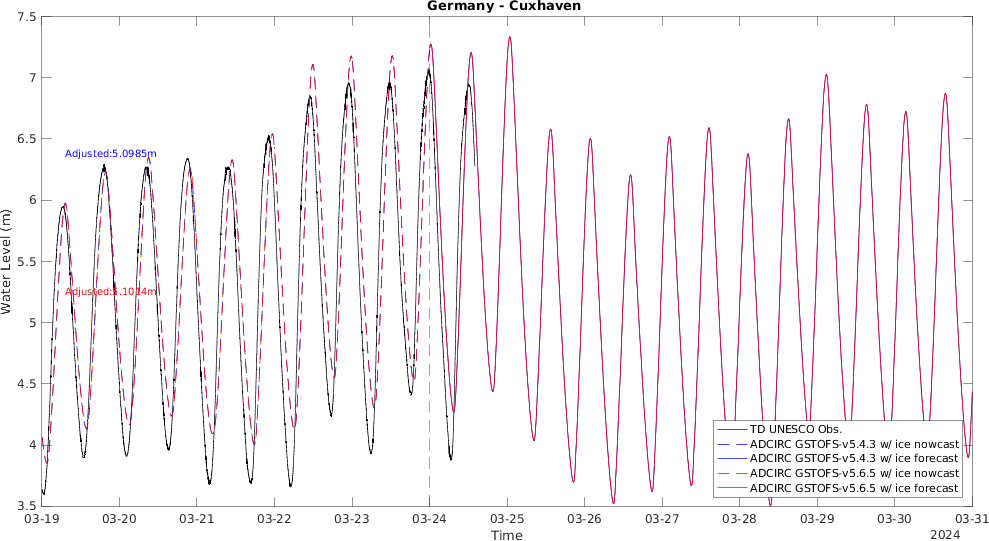 Germany - Cuxhaven
7.5
7
6.5
6
5.5
5
4.5
4
3.5
Water Level (m)
Adjusted:5.0985m
Adjusted:5.1014m
TD UNESCO Obs.
ADCIRC GSTOFS-v5.4.3 w/ ice nowcast
ADCIRC GSTOFS-v5.4.3 w/ ice forecast
ADCIRC GSTOFS-v5.6.5 w/ ice nowcast
ADCIRC GSTOFS-v5.6.5 w/ ice forecast
03-19 03-20 03-21 03-22 03-23 03-24 03-25 03-26 03-27 03-28 03-29 03-30 03-31
Time
2024